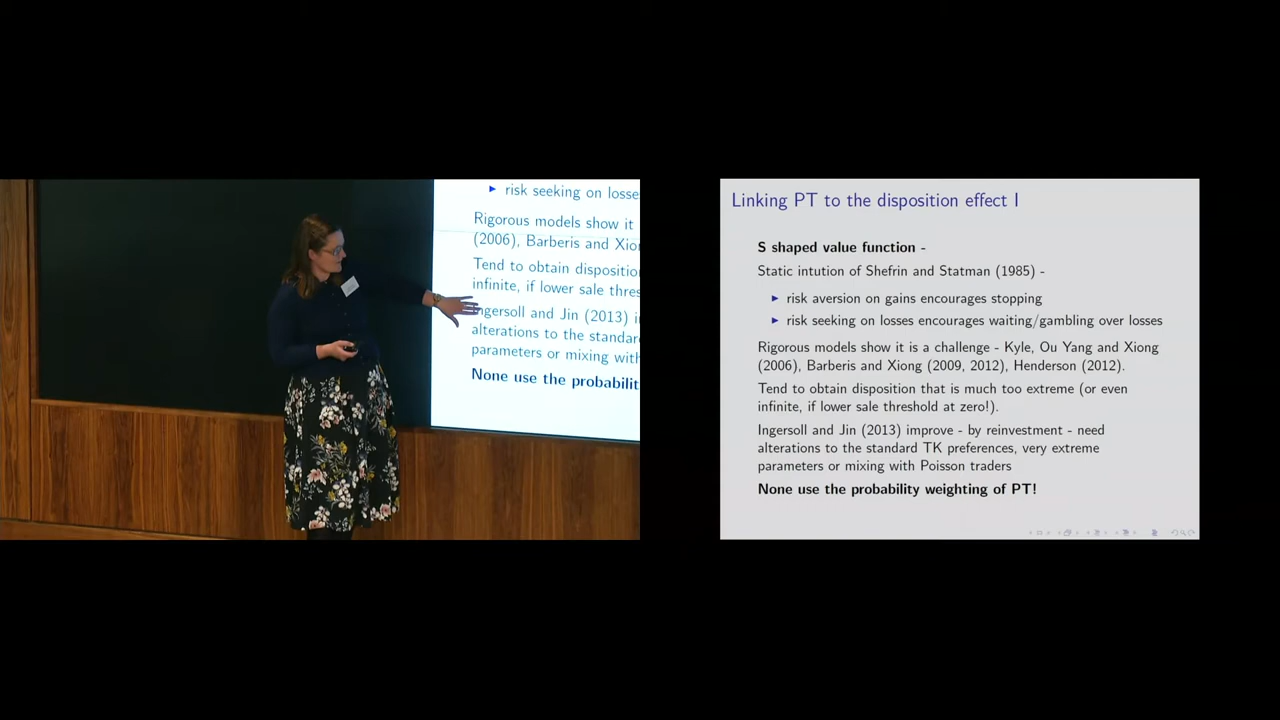 risk seeking on losse
Rigorous models show it
(2006), Barberis and Xio
Tend to obtain dispositio
infinite, if lower sale thres
Ingersoll and Jin (2013) i
alterations to the standar
parameters or mixing with
None use the probabilit
Linking PT to the disposition effect I
S shaped value function -
Static intution of Shefrin and Statman (1985) -
risk aversion on gains encourages stopping
risk seeking on losses encourages waiting/gambling over losses
Rigorous models show it is a challenge - Kyle, Ou Yang and Xiong
(2006), Barberis and Xiong (2009, 2012), Henderson (2012).
Tend to obtain disposition that is much too extreme (or even
infinite, if lower sale threshold at zero!).
Ingersoll and Jin (2013) improve - by reinvestment - need
alterations to the standard TK preferences, very extreme
parameters or mixing with Poisson traders
None use the probability weighting of PT!